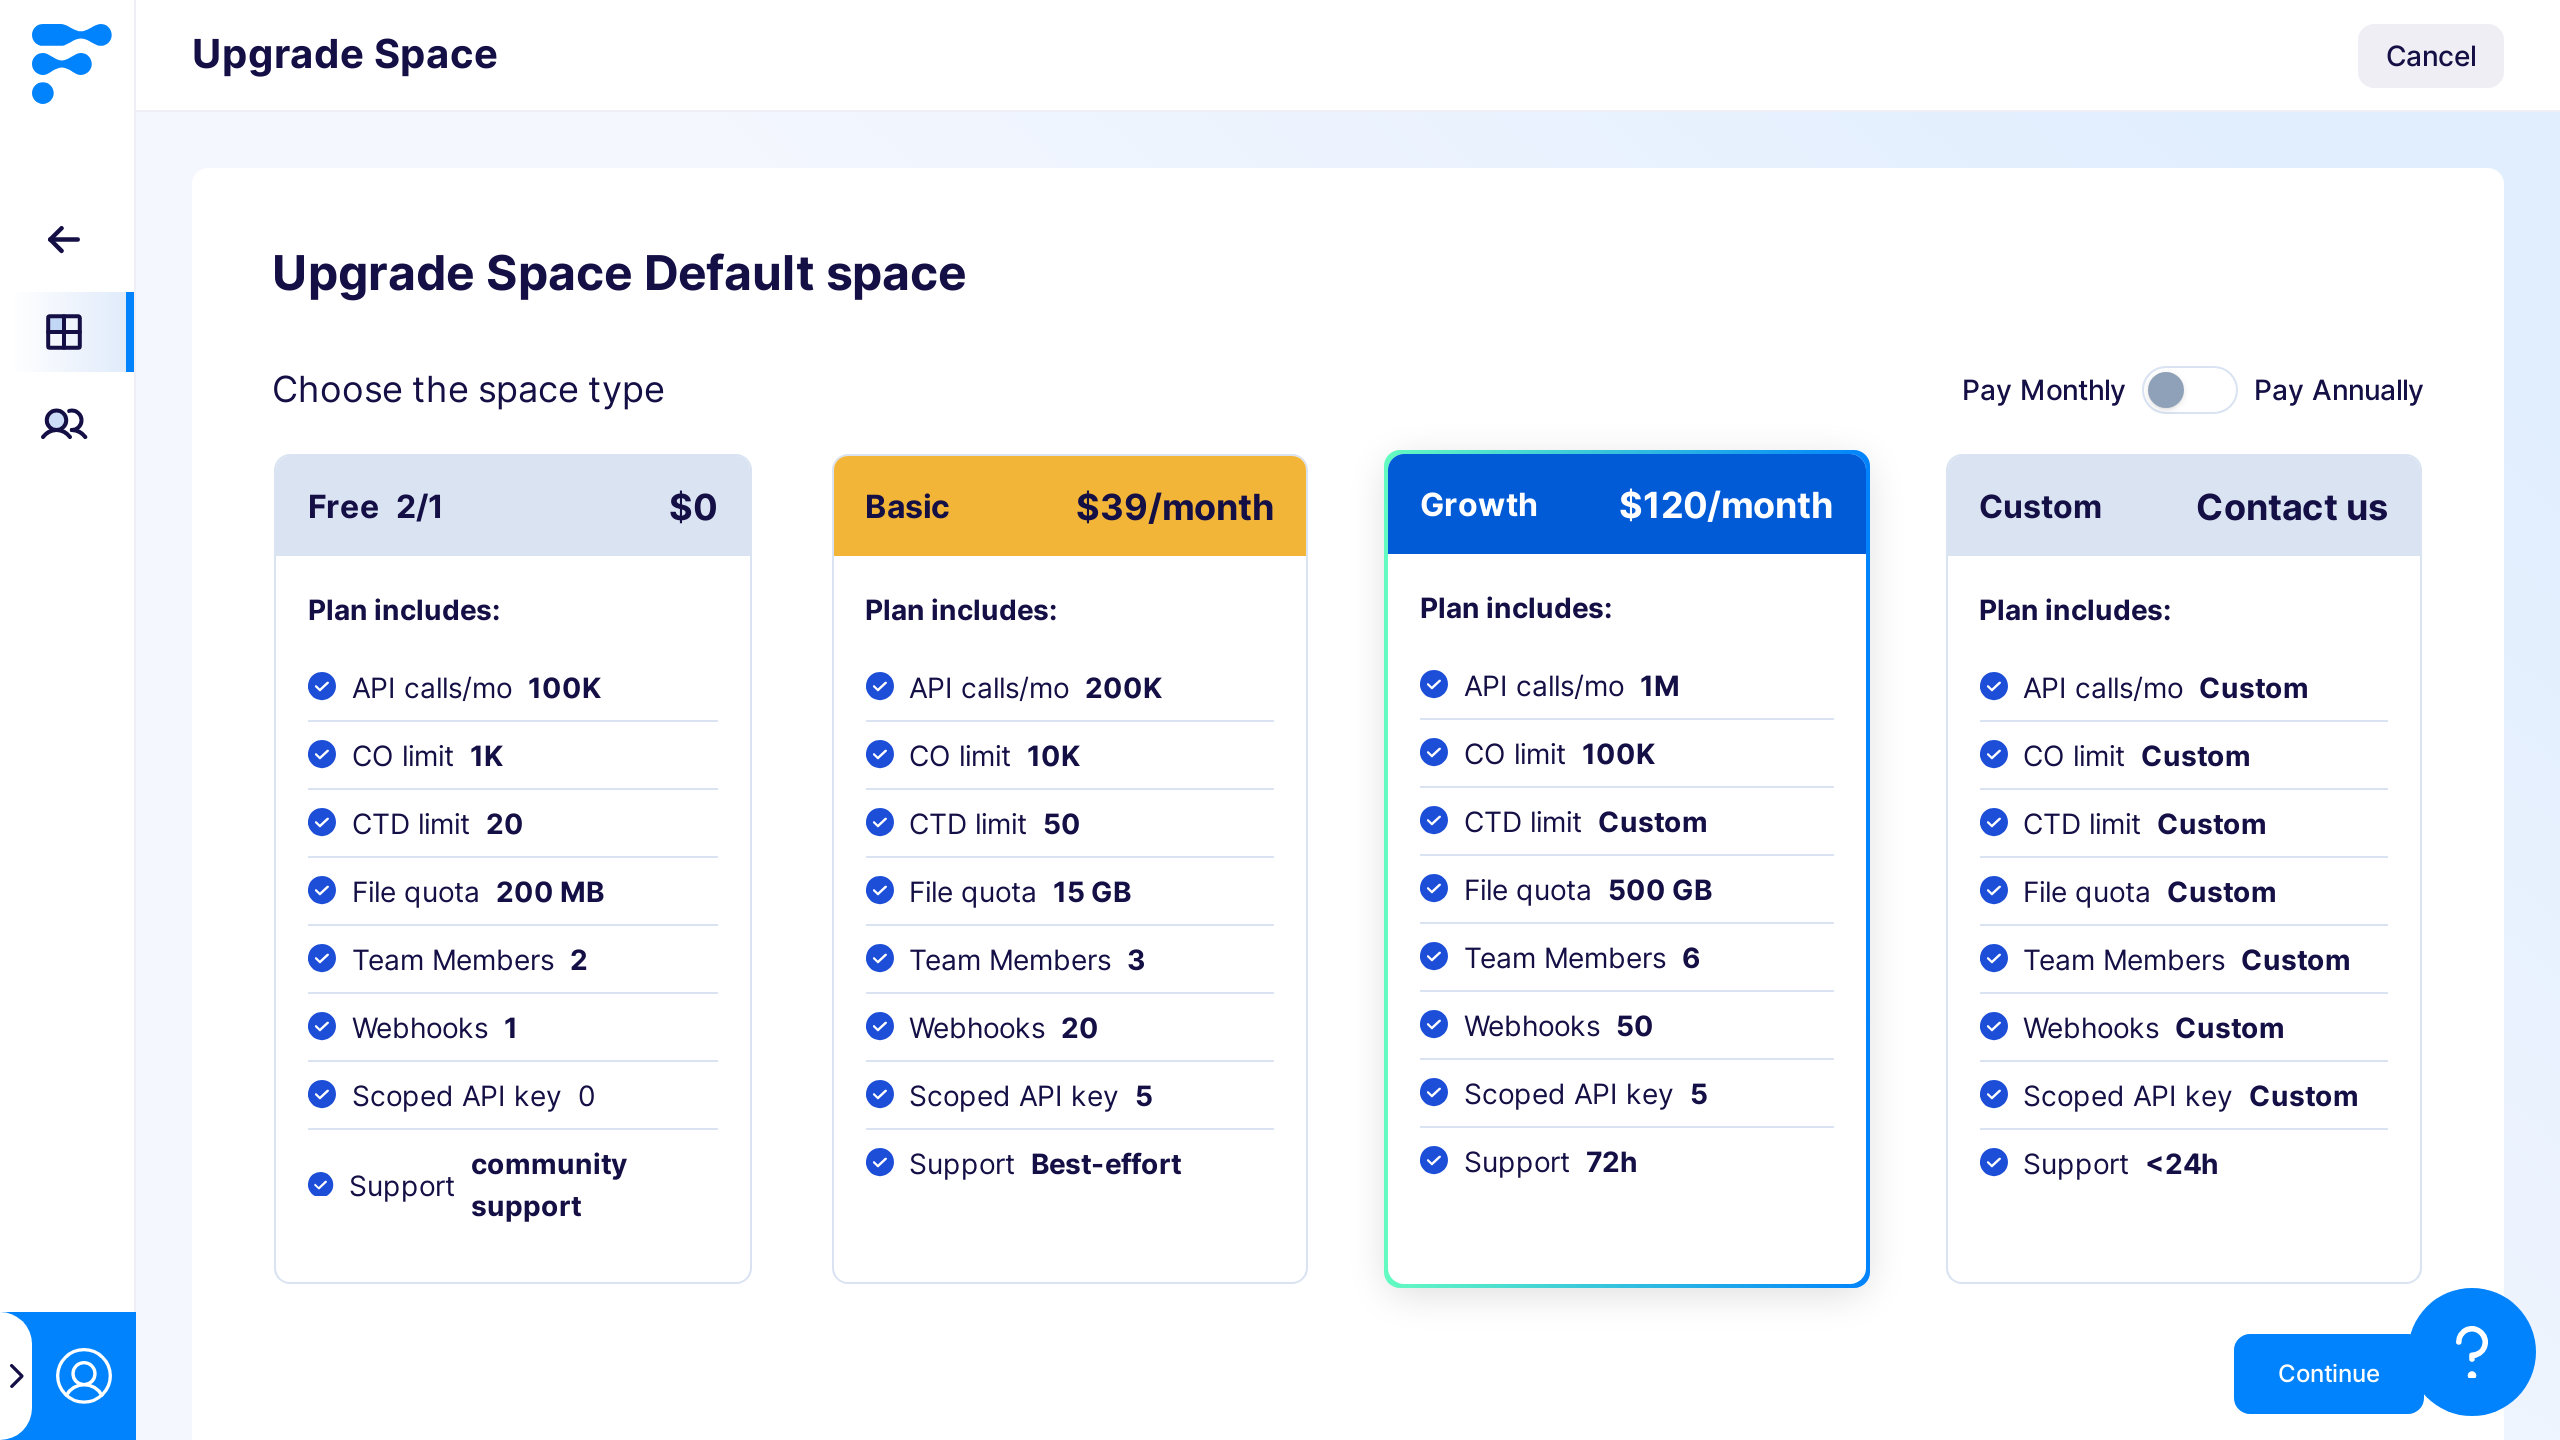 Upgrade Space
Cancel
Upgrade Space Default space
Choose the space type
Pay Monthly
Pay Annually
Free 2/1 $0
Plan includes:
API calls/mo 100K
CO limit 1K
CTD limit 20
File quota 200 MB
Team Members 2
Webhooks 1
Scoped API key 0
Support community
support
Basic $39/month
Plan includes:
API calls/mo 200K
CO limit 10K
CTD limit 50
File quota 15 GB
Team Members 3
Webhooks 20
Scoped API key 5
Support Best-effort
Growth $120/month
Plan includes:
API calls/mo 1M
CO limit 100K
CTD limit Custom
File quota 500 GB
Team Members 6
Webhooks 50
Scoped API key 5
Support 72h
Custom Contact us
Plan includes:
API calls/mo Custom
CO limit Custom
CTD limit Custom
File quota Custom
Team Members Custom
Webhooks Custom
Scoped API key Custom
Support <24h
Continue
?